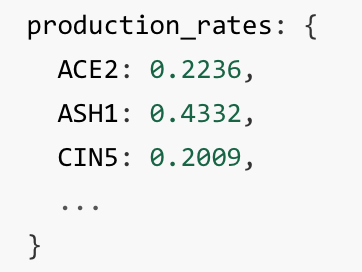 production_rates: {
  ACE2: 0.2236,
  ASH1: 0.4332,
  CIN5: 0.2009,
  ...
}